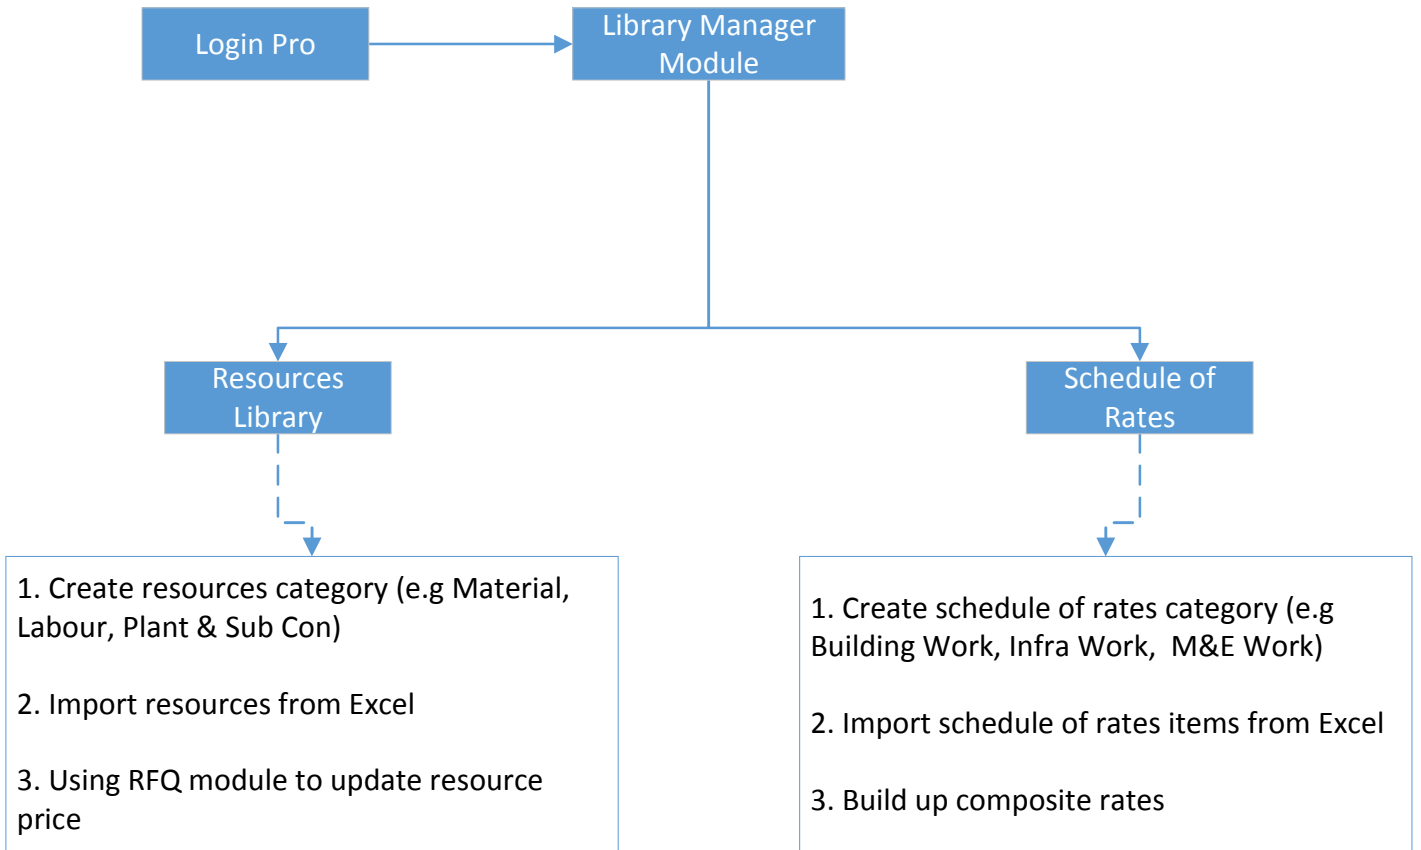 Login Pro
Library Manager
Module
Resources
Library
Schedule of
Rates
1. Create resources category (e.g Material,
Labour, Plant & Sub Con)
2. Import resources from Excel
3. Using RFQ module to update resource
price
1. Create schedule of rates category (e.g
Building Work, Infra Work,  M&E Work)
2. Import schedule of rates items from Excel
3. Build up composite rates